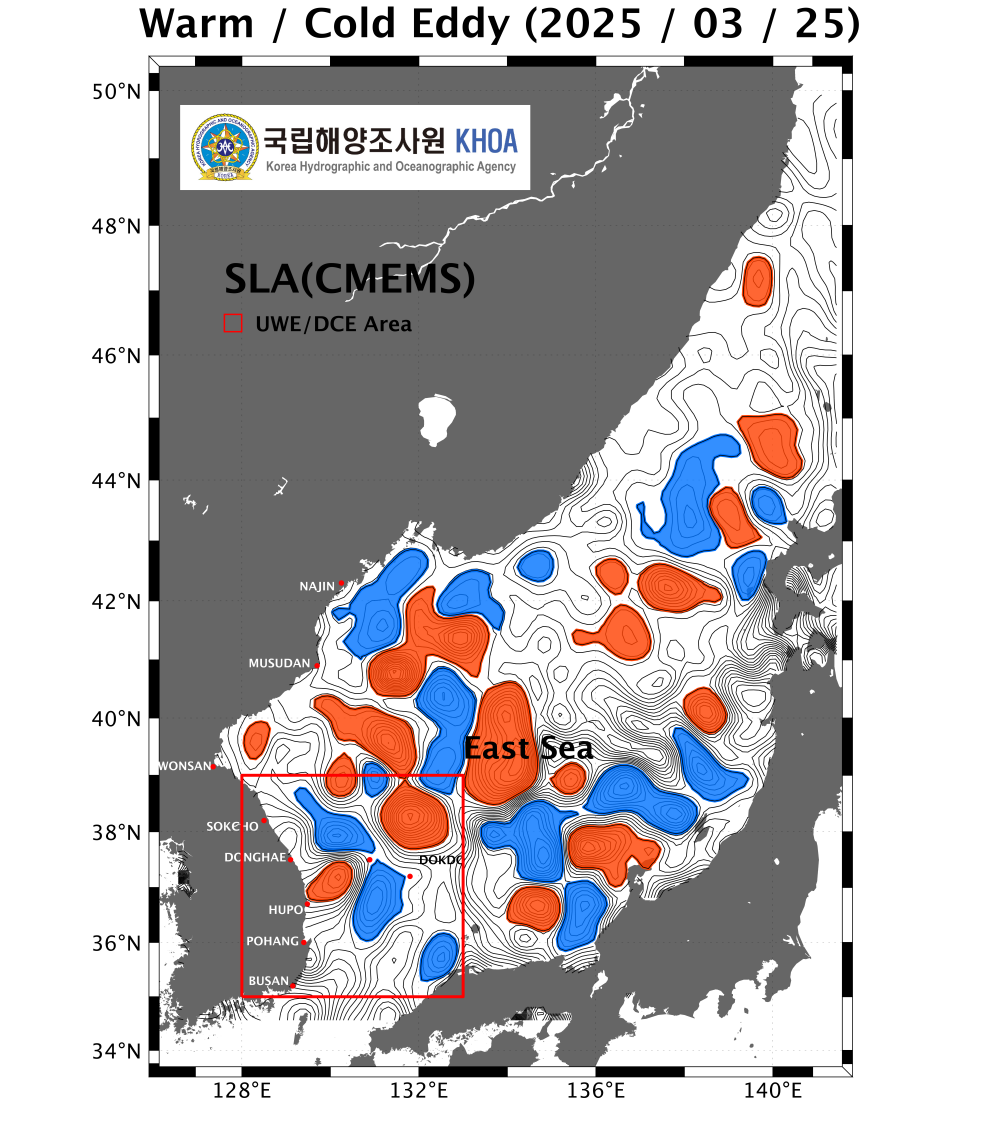 Warm / Cold Eddy (2025 / 03 / 25)
50°N
국립해양조사원 KHOA
Korea Hydrographic and Oceanographic Agency
48°N
SLA(CMEMS)
UWE/DCE Area
46°N
44°N
NAJIN
42°N
MUSUDAN
40°N
East Sea
WONSAN
SOKCHO
38°N
DONGHAE
DOKDO
HUPO
POHANG
36°N
BUSAN
34°N
128°E 132°E 136°E 140°E